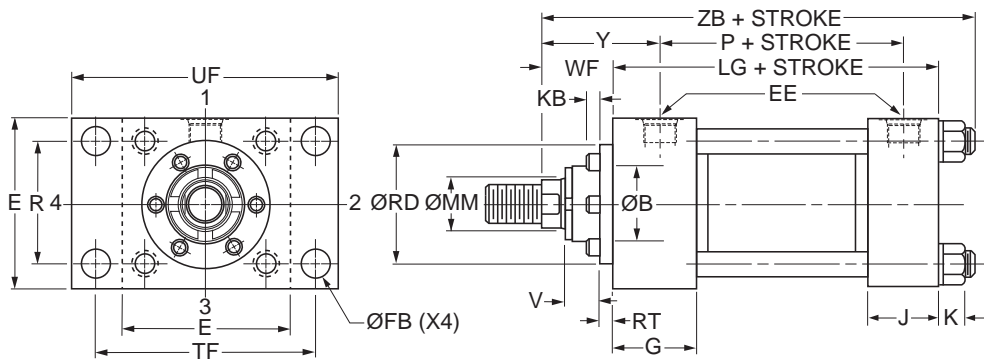 ZB + STROKE
Y
P + STROKE
UF
WF
LG + STROKE
1
KB
EE
E
R
4
2
ØRD
ØMM
ØB
3
ØFB (X4)
V
RT
J
K
E
G
TF